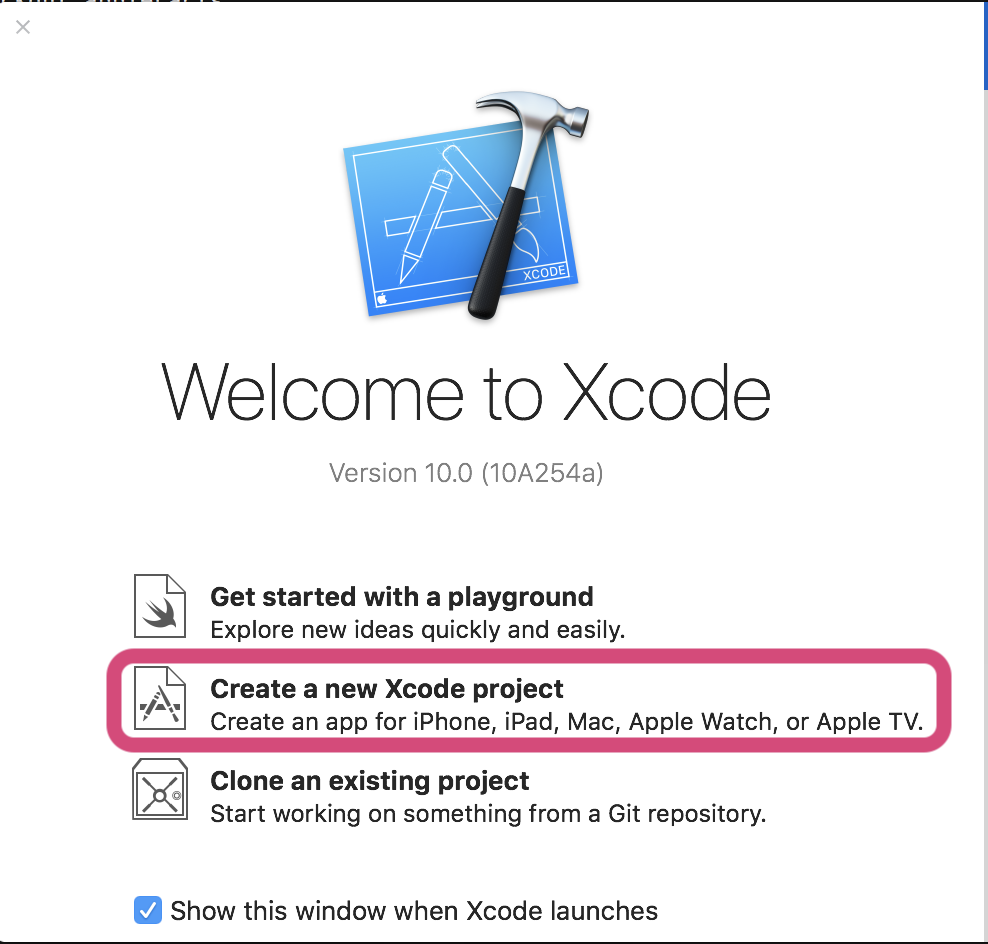 XCODE
Welcome to Xcode
Version 10.0 (10A254a)
Get started with a playground
Explore new ideas quickly and easily.
Create a new Xcode project
Create an app for iPhone, iPad, Mac, Apple Watch, or Apple TV.
Clone an existing project
Start working on something from a Git repository.
Show this window when Xcode launches